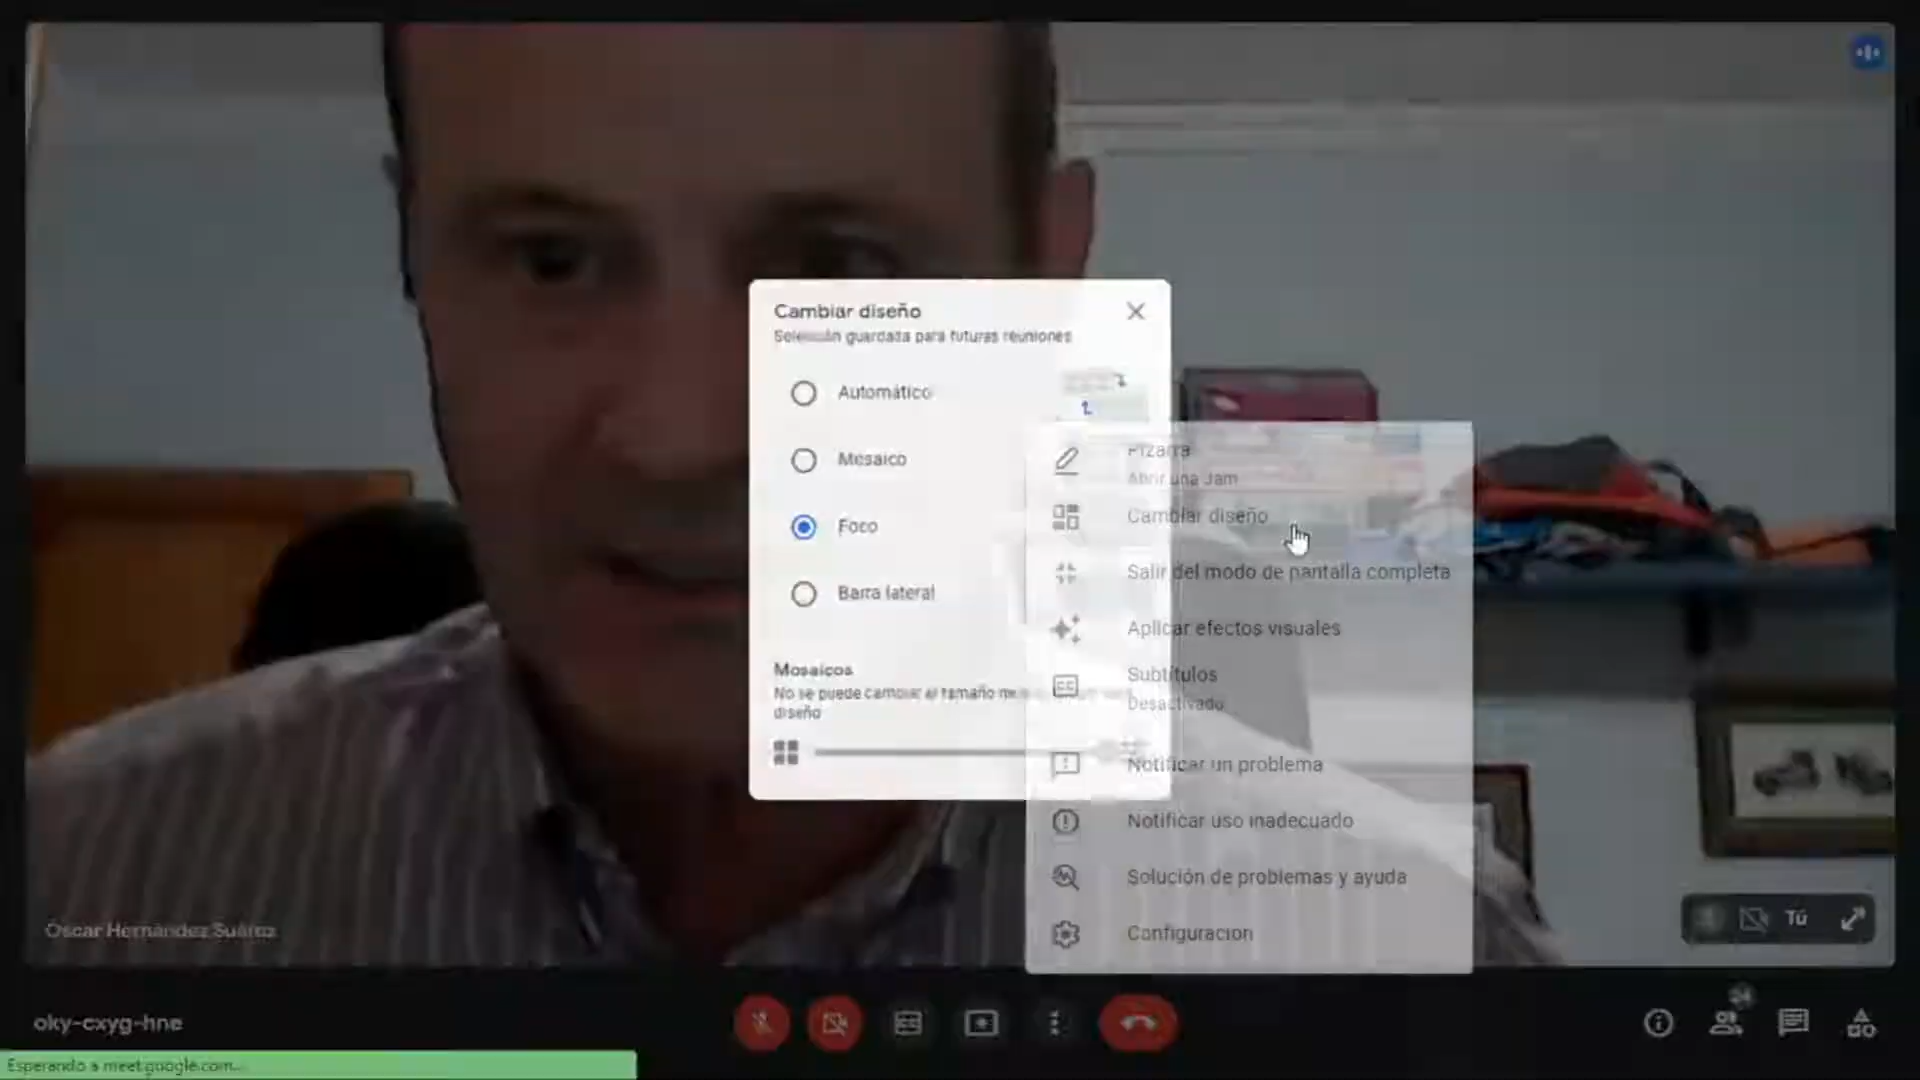 Cambiar diseño
Selección guardada para futuras reuniones
Automático
Mosaico
Foco
Barra lateral
Mosaicos
No se puede cambiar el tamaño
diseño
Pizarra
Abrir una Jam
Cambiar diseño
Salir del modo de pantalla completa
Aplicar efectos visuales
Subtítulos
Desactivado
Notificar un problema
Notificar uso inadecuado
Solución de problemas y ayuda
Configuración
Óscar Hernández Suárez
Tú
oky-cxyg-hne
Esperando a meet.google.com...